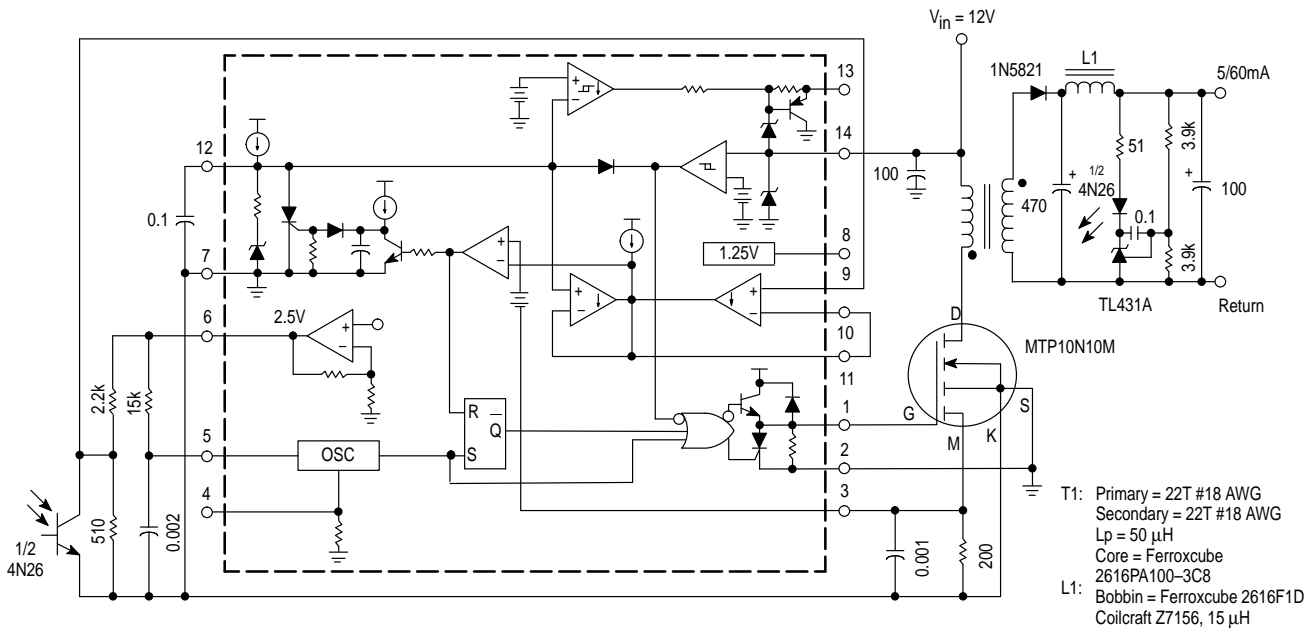 Vin = 12V
L1
1N5821
5/60mA
13
14
12
100
51
3.9k
+ 1/2
4N26
+
100
470
0.1
3.9k
0.1
7
8
1.25V
9
TL431A
Return
6
2.5V
10
D
MTP10N10M
11
2.2k
15k
R
Q
S
1
G
S
M
K
5
OSC
2
4
3
510
0.002
1/2
4N26
0.001
200
T1: Primary = 22T #18 AWG
Secondary = 22T #18 AWG
Lp = 50 µH
Core = Ferroxcube
2616PA100–3C8
L1: Bobbin = Ferroxcube 2616F1D
Coilcraft Z7156, 15 µH